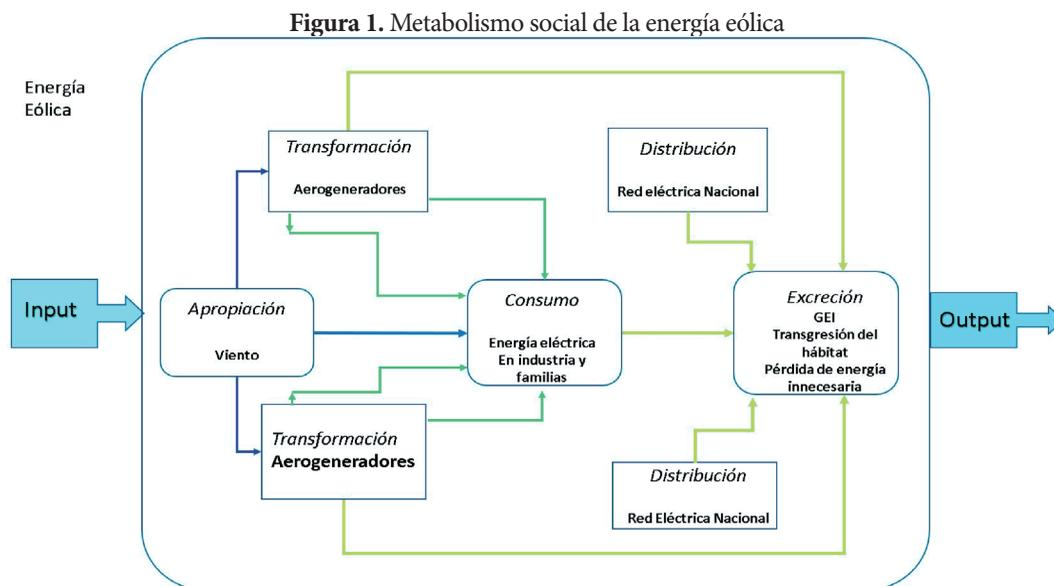 Figura 1. Metabolismo social de la energía eólica
Energía
Eólica
Input
Apropiación
Viento
Transformación
Aerogeneradores
Transformación
Aerogeneradores
Consumo
Energía eléctrica
En industria y
familias
Distribución
Red eléctrica Nacional
Distribución
Red Eléctrica Nacional
Excreción
GEI
Transgresión del
hábitat
Pérdida de energía
innecesaria
Output